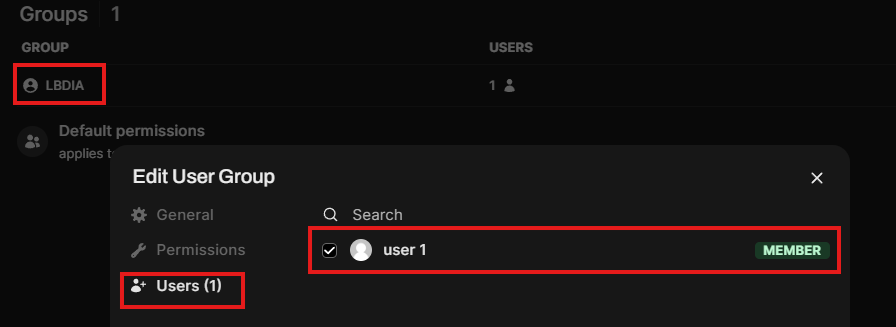 Groups 1
GROUP USERS
LBDIA 1
Default permissions
applies
Edit User Group
General
Search
Permissions
user 1 MEMBER
Users (1)